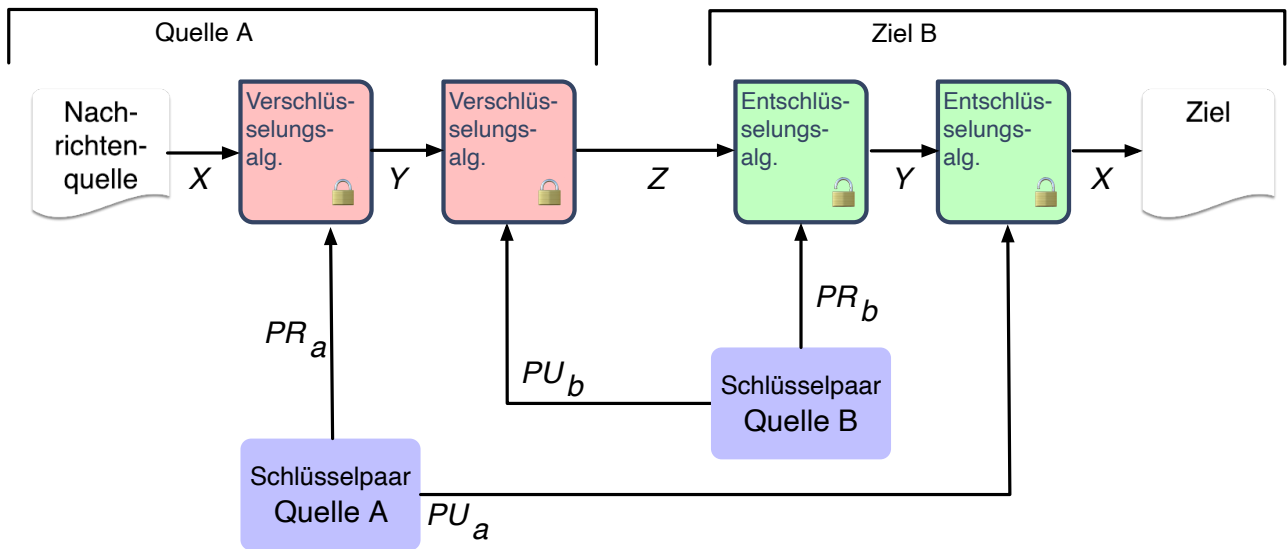 Quelle A
Ziel B
Nach-
richten-
quelle
X
Verschlüs-
selungs-
alg.
Y
Verschlüs-
selungs-
alg.
Z
Entschlüs-
selungs-
alg.
Y
Entschlüs-
selungs-
alg.
X
Ziel
PR a
PU b
PR b
Schlüsselpaar
Quelle B
Schlüsselpaar
Quelle A
PU a